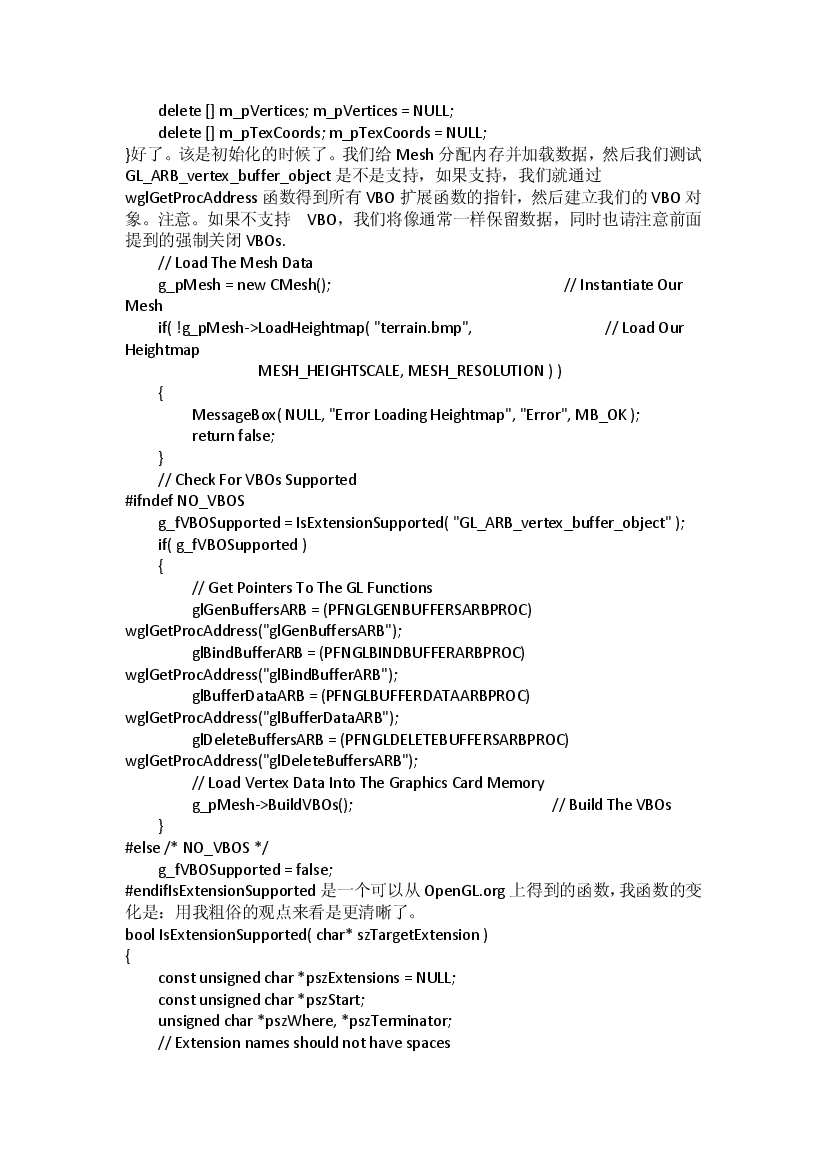 delete [] m_pVertices; m_pVertices = NULL;
delete [] m_pTexCoords; m_pTexCoords = NULL;
}好了。该是初始化的时候了。我们给 Mesh 分配内存并加载数据，然后我们测试
GL_ARB_vertex_buffer_object 是不是支持，如果支持，我们就通过
wglGetProcAddress 函数得到所有 VBO 扩展函数的指针，然后建立我们的 VBO 对
象。注意。如果不支持 VBO，我们将像通常一样保留数据，同时也请注意前面
提到的强制关闭 VBOs.
// Load The Mesh Data
g_pMesh = new CMesh(); // Instantiate Our
Mesh
if( !g_pMesh->LoadHeightmap( "terrain.bmp", // Load Our
Heightmap
MESH_HEIGHTSCALE, MESH_RESOLUTION ) )
{
MessageBox( NULL, "Error Loading Heightmap", "Error", MB_OK );
return false;
}
// Check For VBOs Supported
#ifndef NO_VBOS
g_fVBOSupported = IsExtensionSupported( "GL_ARB_vertex_buffer_object" );
if( g_fVBOSupported )
{
// Get Pointers To The GL Functions
glGenBuffersARB = (PFNGLGENBUFFERSARBPROC)
wglGetProcAddress("glGenBuffersARB");
glBindBufferARB = (PFNGLBINDBUFFERARBPROC)
wglGetProcAddress("glBindBufferARB");
glBufferDataARB = (PFNGLBUFFERDATAARBPROC)
wglGetProcAddress("glBufferDataARB");
glDeleteBuffersARB = (PFNGLDELETEBUFFERSARBPROC)
wglGetProcAddress("glDeleteBuffersARB");
// Load Vertex Data Into The Graphics Card Memory
g_pMesh->BuildVBOs(); // Build The VBOs
}
#else /* NO_VBOS */
g_fVBOSupported = false;
#endifIsExtensionSupported 是一个可以从 OpenGL.org 上得到的函数，我函数的变
化是：用我粗俗的观点来看是更清晰了。
bool IsExtensionSupported( char* szTargetExtension )
{
const unsigned char *pszExtensions = NULL;
const unsigned char *pszStart;
unsigned char *pszWhere, *pszTerminator;
// Extension names should not have spaces